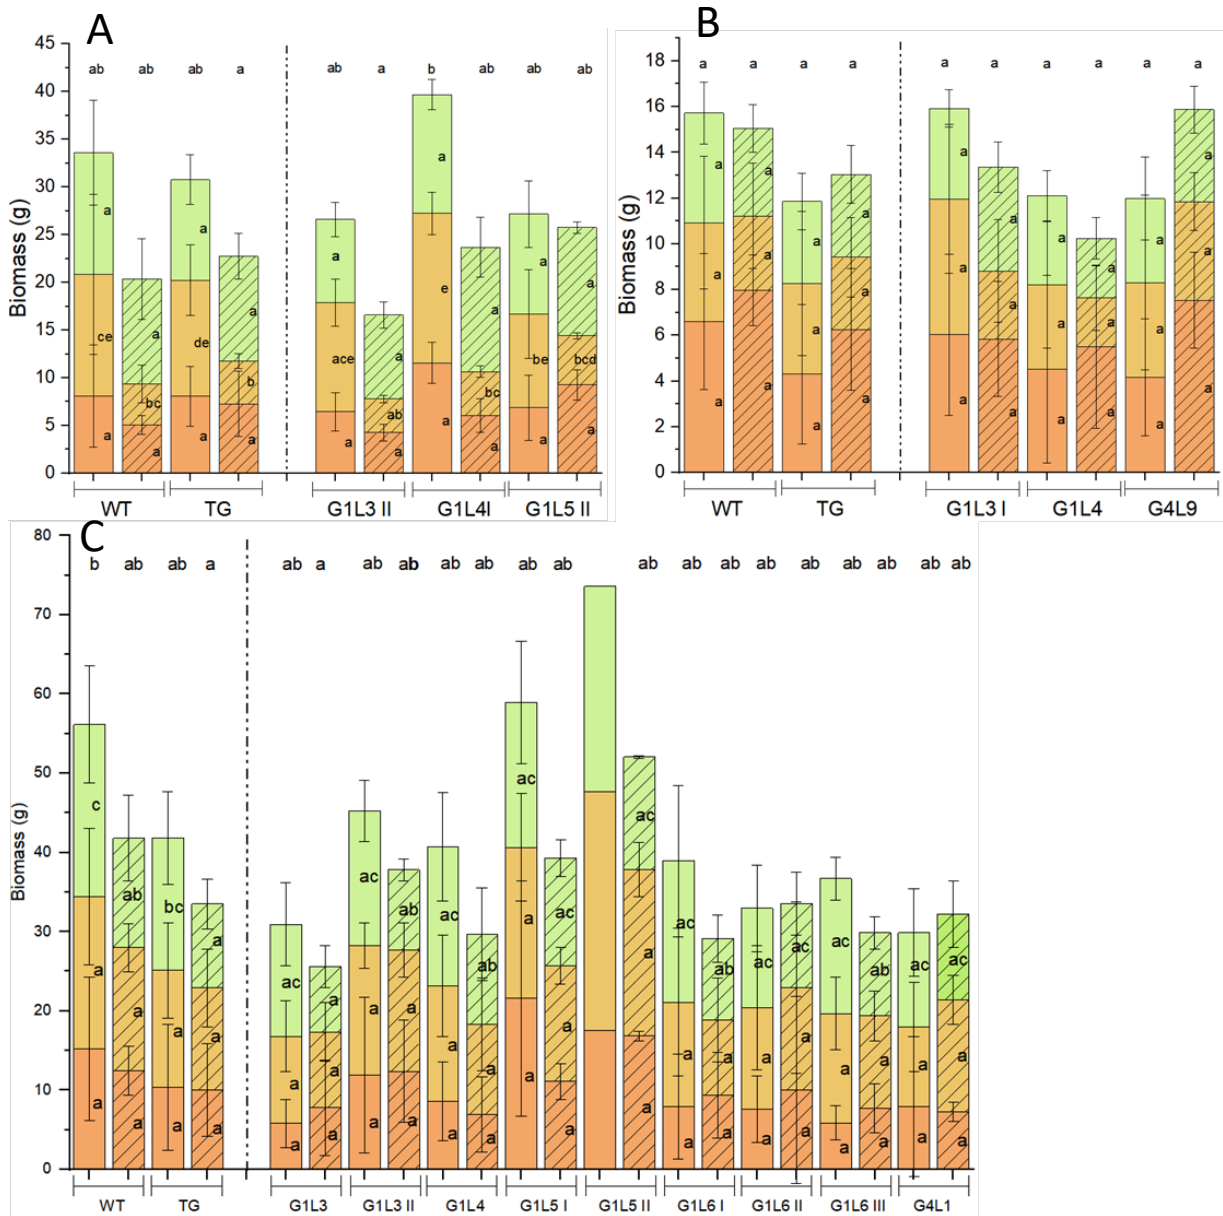 A
B
45
40
35
30
25
20
15
10
5
0
Biomass (g)
ab ab ab a ab a b ab ab ab
a a a a a a a a a a
ce bc de b ace ab e bc be bcd
a a a a a a a a a a
WT TG G1L3 II G1L4I G1L5 II
18
16
14
12
10
8
6
4
2
0
Biomass (g)
a a a a a a a a a a
a a a a a a a a a a
a a a a a a a a a a
a a a a a a a a a a
WT TG G1L3 I G1L4 G4L9
C
80
70
60
50
40
30
20
10
0
Biomass (g)
b ab ab a ab a ab ab ab ab ab ab ab ab ab ab ab ab ab ab ab
c ab bc a ac a ac ab ac ab ac ac ac ac ab ac ac ac ab ac ac
a a a a a a a a a a a a a a a a a a a a a
a a a a a a a a a a a a a a a a a a a a a
WT TG G1L3 G1L3 II G1L4 G1L5 I G1L5 II G1L6 I G1L6 II G1L6 III G4L1